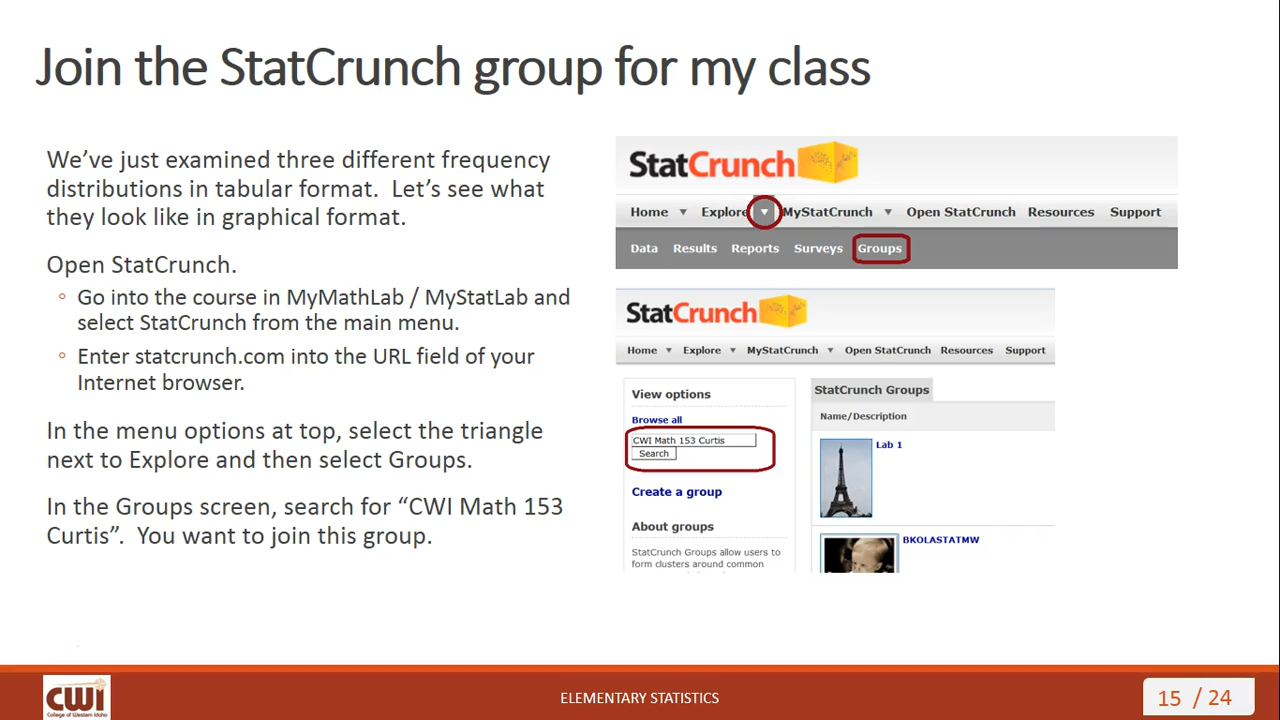 Join the StatCrunch group for my class
We've just examined three different frequency
distributions in tabular format.  Let's see what
they look like in graphical format.
Open StatCrunch.
◦ Go into the course in MyMathLab / MyStatLab and
select StatCrunch from the main menu.
◦ Enter statcrunch.com into the URL field of your
Internet browser.
In the menu options at top, select the triangle
next to Explore and then select Groups.
In the Groups screen, search for “CWI Math 153
Curtis”.  You want to join this group.
StatCrunch
Home Explore MyStatCrunch Open StatCrunch Resources Support
Data Results Reports Surveys Groups
StatCrunch
Home Explore MyStatCrunch Open StatCrunch Resources Support
View options
Browse all
CWI Math 153 Curtis
Search
Create a group
About groups
StatCrunch Groups allow users to
form clusters around common
StatCrunch Groups
Name/Description
Lab 1
BKOLASTATMW
CWI
College of Western Idaho
ELEMENTARY STATISTICS
15 / 24